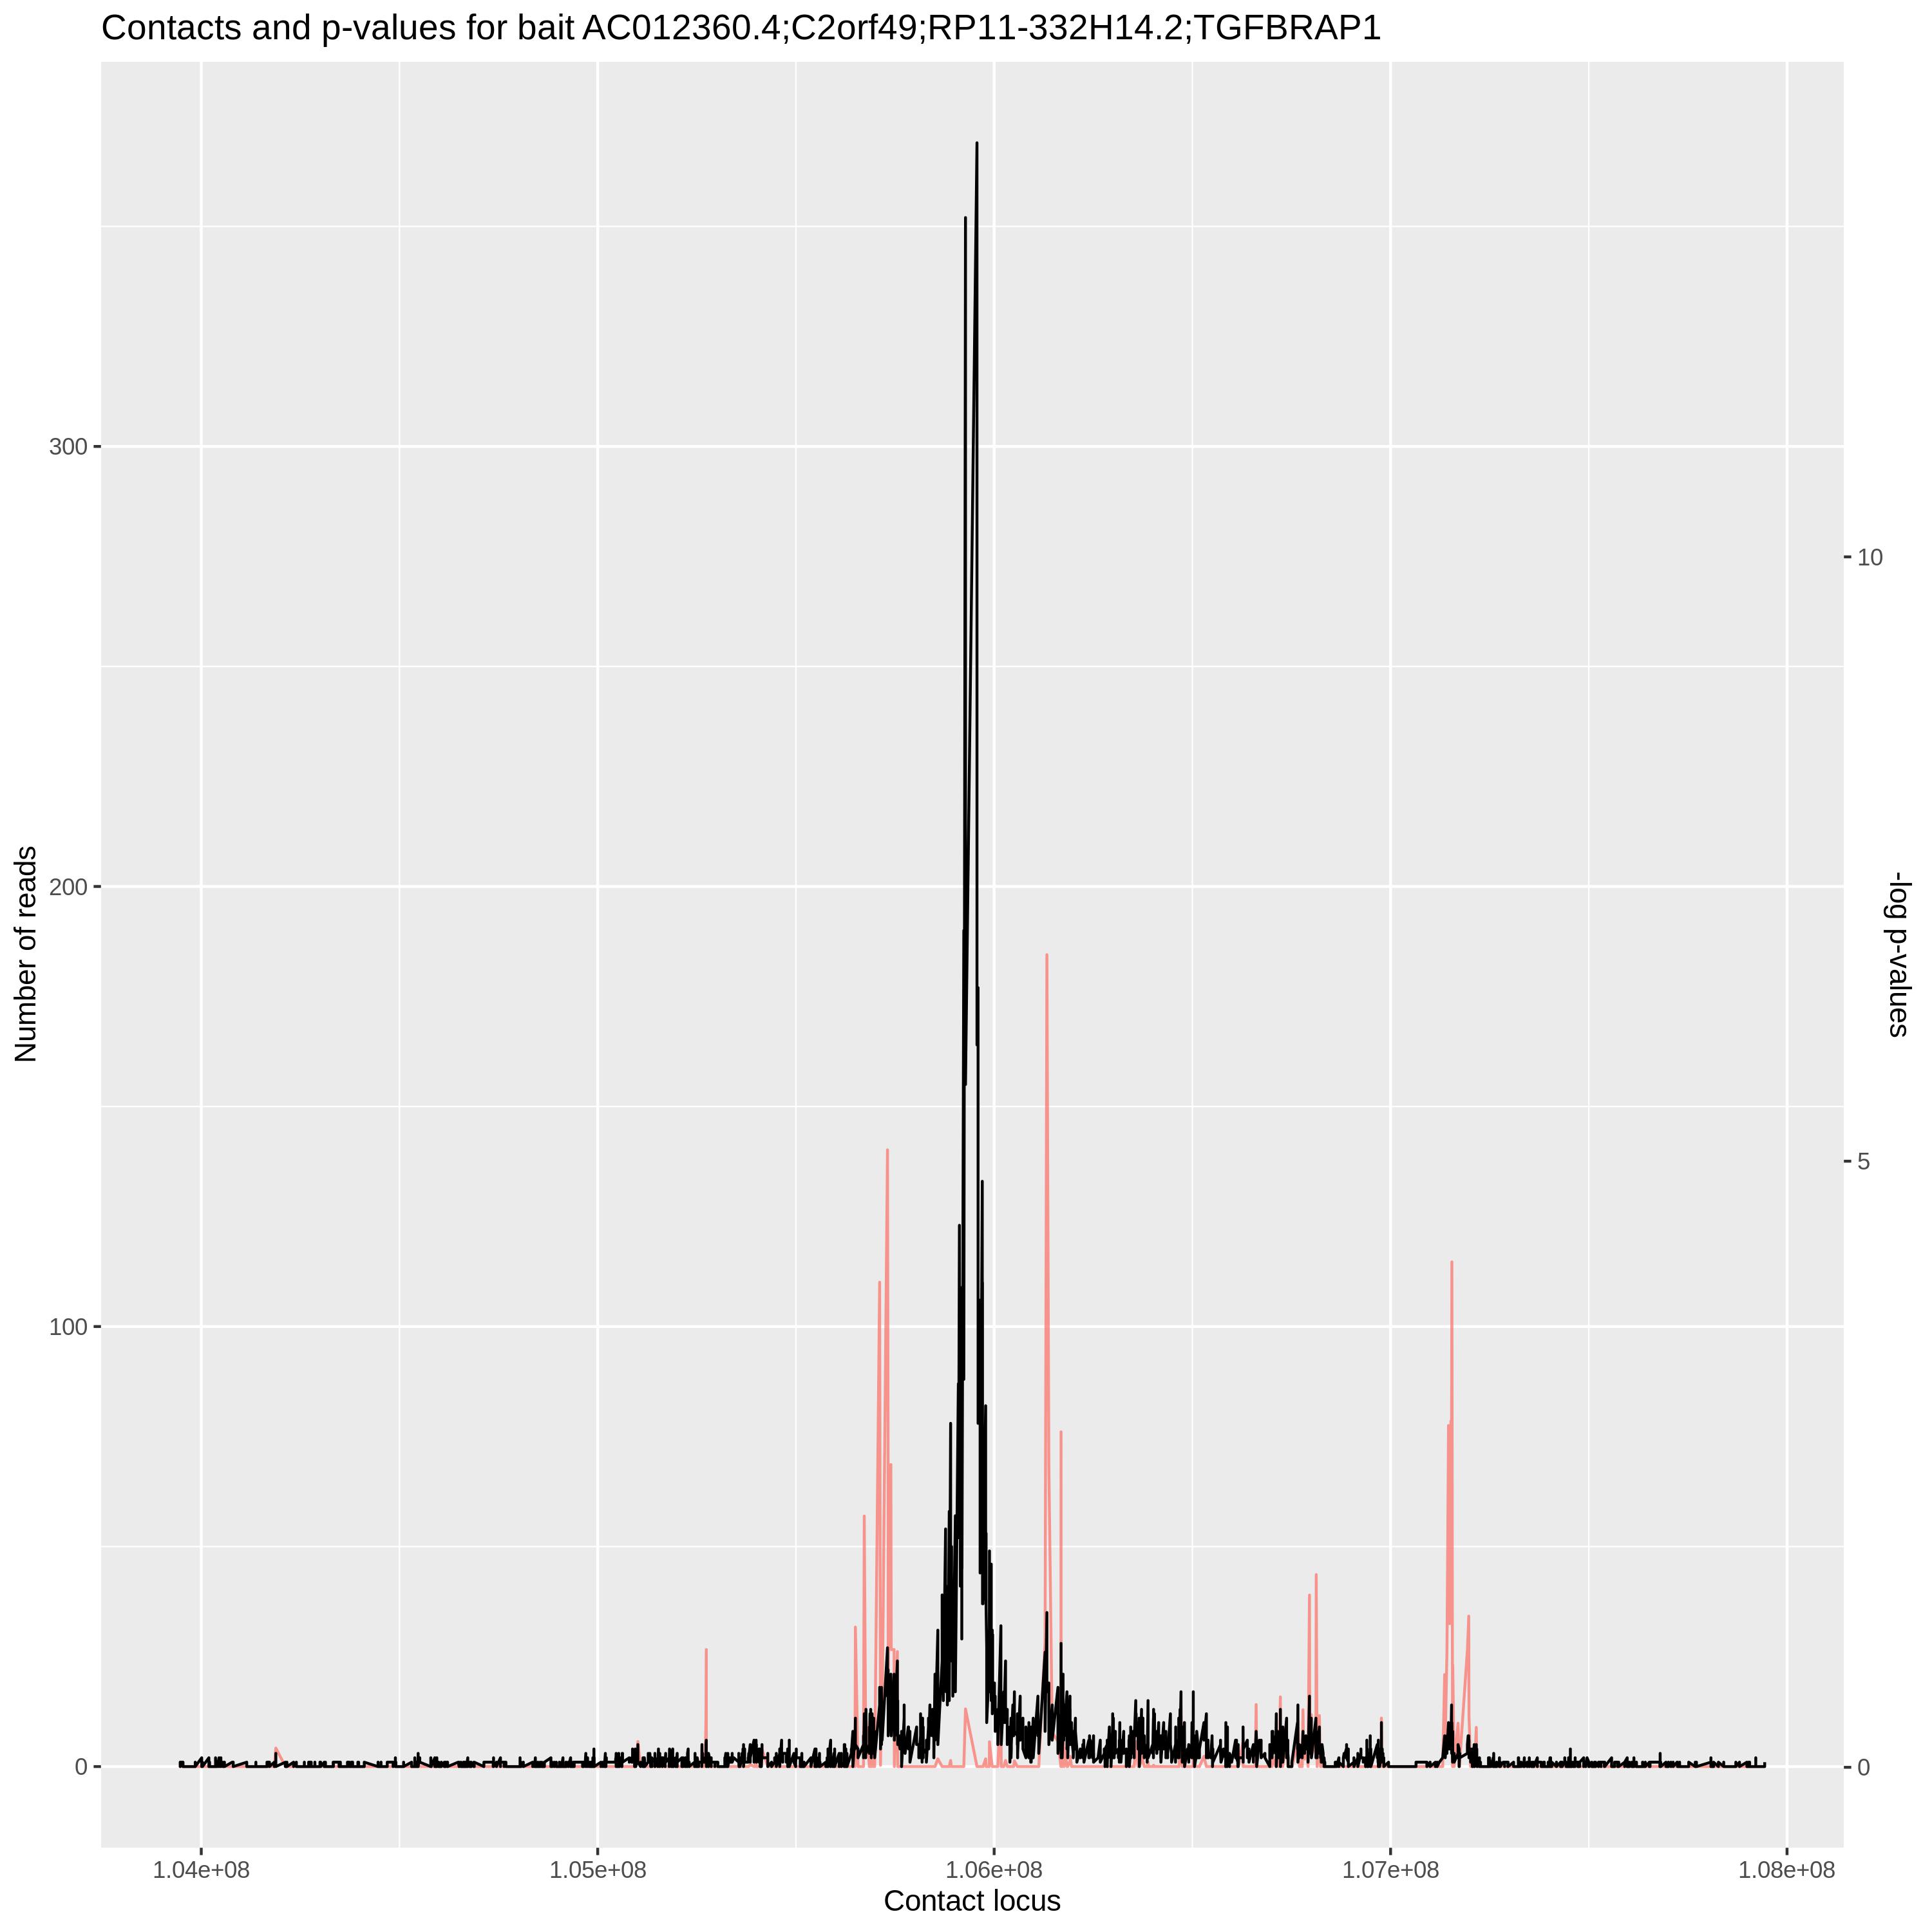 Contacts and p-values for bait AC012360.4;C2orf49;RP11-332H14.2;TGFBRAP1
Number of reads
300
200
100
0
10
5
0
-log p-values
1.04e+08 1.05e+08 1.06e+08 1.07e+08 1.08e+08
Contact locus